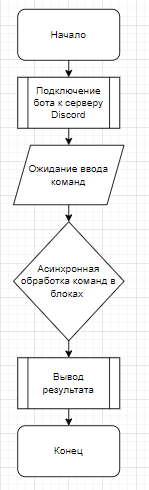 Начало
Подключение
бота к серверу
Discord
Ожидание ввода
команд
Асинхронная
обработка команд в
блоках
Вывод
результата
Конец